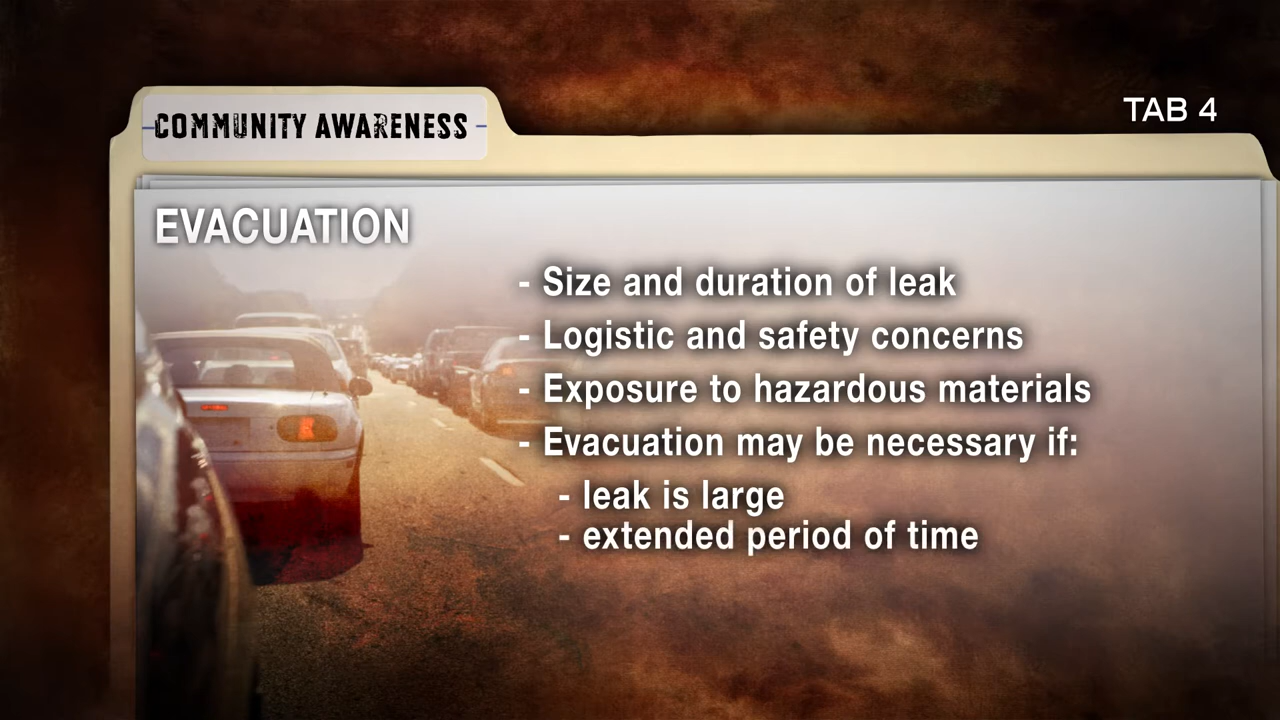 COMMUNITY AWARENESS
TAB 4
EVACUATION
- Size and duration of leak
- Logistic and safety concerns
- Exposure to hazardous materials
- Evacuation may be necessary if:
- leak is large
- extended period of time